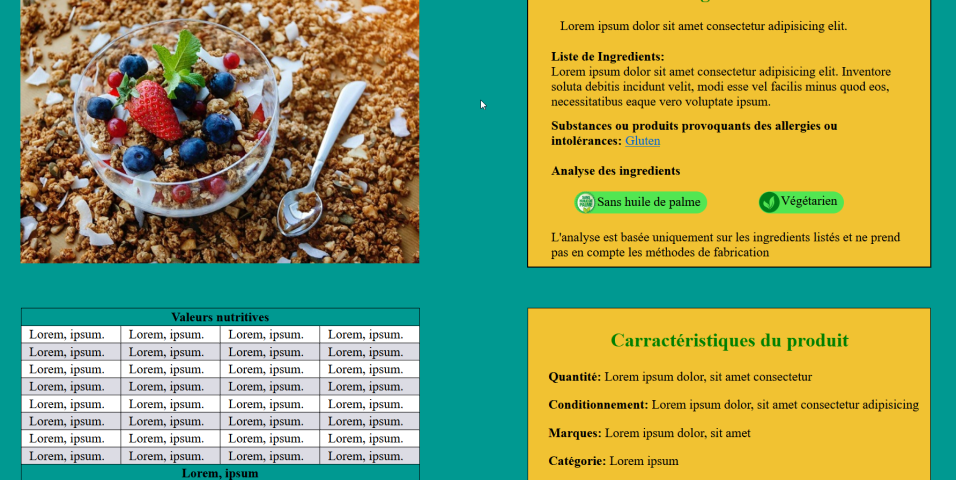 Lorem ipsum dolor sit amet consectetur adipisicing elit.
Liste de Ingredients:
Lorem ipsum dolor sit amet consectetur adipisicing elit. Inventore
soluta debitis incidunt velit, modi esse vel facilis minus quod eos,
necessitatibus eaque vero voluptate ipsum.
Substances ou produits provoquants des allergies ou
intolérances: Gluten
Analyse des ingredients
Sans huile de palme
Végétarien
L'analyse est basée uniquement sur les ingredients listés et ne prend
pas en compte les méthodes de fabrication
Valeurs nutritives
Lorem, ipsum. Lorem, ipsum. Lorem, ipsum. Lorem, ipsum.
Lorem, ipsum. Lorem, ipsum. Lorem, ipsum. Lorem, ipsum.
Lorem, ipsum. Lorem, ipsum. Lorem, ipsum. Lorem, ipsum.
Lorem, ipsum. Lorem, ipsum. Lorem, ipsum. Lorem, ipsum.
Lorem, ipsum. Lorem, ipsum. Lorem, ipsum. Lorem, ipsum.
Lorem, ipsum. Lorem, ipsum. Lorem, ipsum. Lorem, ipsum.
Lorem, ipsum. Lorem, ipsum. Lorem, ipsum. Lorem, ipsum.
Lorem, ipsum. Lorem, ipsum. Lorem, ipsum. Lorem, ipsum.
Lorem, ipsum
Carractéristiques du produit
Quantité: Lorem ipsum dolor, sit amet consectetur
Conditionnement: Lorem ipsum dolor, sit amet consectetur adipisicing
Marques: Lorem ipsum dolor, sit amet
Catégorie: Lorem ipsum